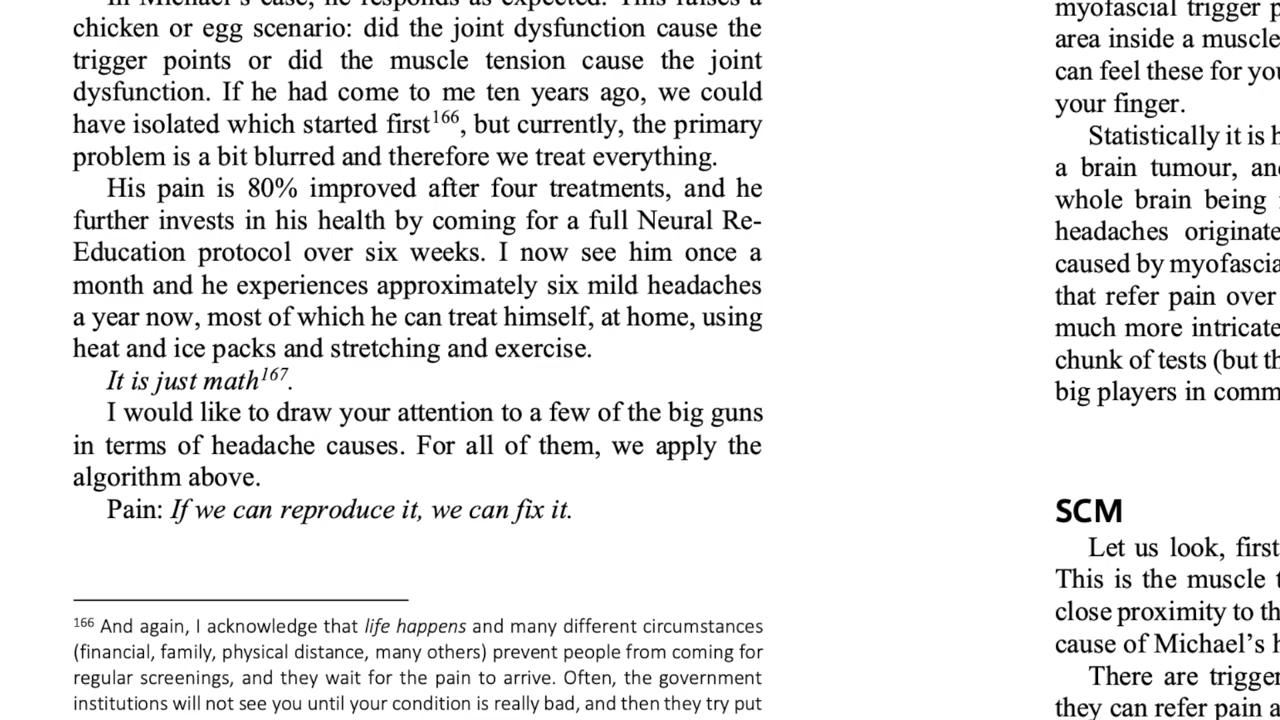 In Michael's case, he responds as expected. This raises a
chicken or egg scenario: did the joint dysfunction cause the
trigger points or did the muscle tension cause the joint
dysfunction. If he had come to me ten years ago, we could
have isolated which started first166, but currently, the primary
problem is a bit blurred and therefore we treat everything.
His pain is 80% improved after four treatments, and he
further invests in his health by coming for a full Neural Re-
Education protocol over six weeks. I now see him once a
month and he experiences approximately six mild headaches
a year now, most of which he can treat himself, at home, using
heat and ice packs and stretching and exercise.
It is just math167.
I would like to draw your attention to a few of the big guns
in terms of headache causes. For all of them, we apply the
algorithm above.
Pain: If we can reproduce it, we can fix it.
166 And again, I acknowledge that life happens and many different circumstances
(financial, family, physical distance, many others) prevent people from coming for
regular screenings, and they wait for the pain to arrive. Often, the government
institutions will not see you until your condition is really bad, and then they try put
myofascial trigger p
area inside a muscle
can feel these for you
your finger.
Statistically it is h
a brain tumour, and
whole brain being
headaches originate
caused by myofascia
that refer pain over
much more intricate
chunk of tests (but th
big players in comm
SCM
Let us look, first
This is the muscle t
close proximity to th
cause of Michael's h
There are trigger
they can refer pain a